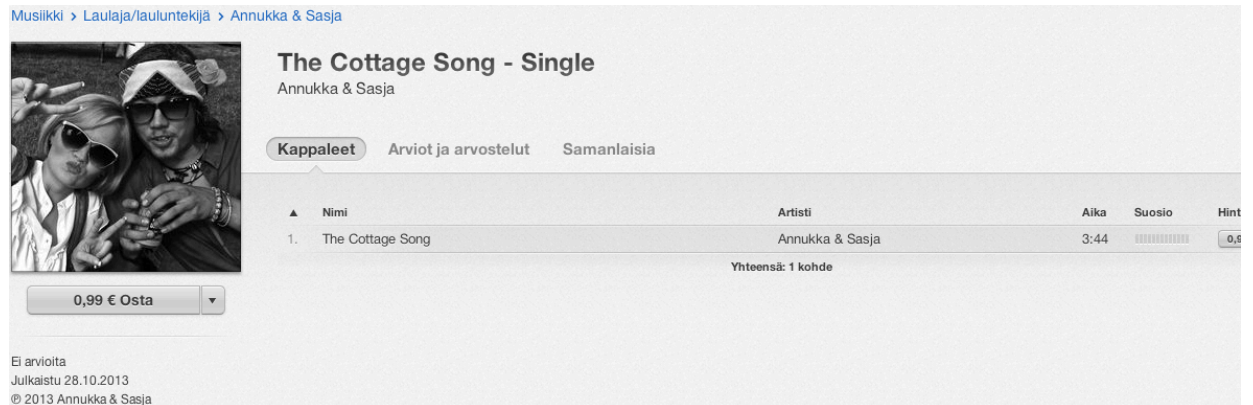 Musiikki > Laulaja/lauluntekijä > Annukka & Sasja
The Cottage Song - Single
Annukka & Sasja
Kappaleet Arviot ja arvostelut Samanlaisia
▲ Nimi Artisti Aika Suosio
1. The Cottage Song Annukka & Sasja 3:44
Yhteensä: 1 kohde
0,99 € Osta ▼
Ei arvioita
Julkaistu 28.10.2013
℗ 2013 Annukka & Sasja